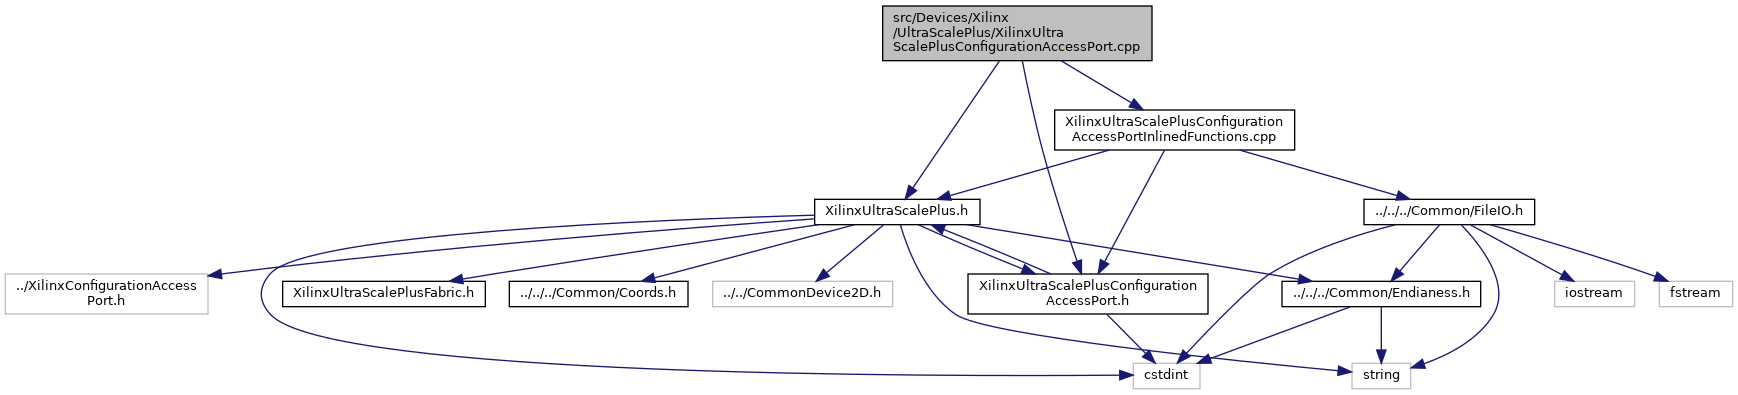 src/Devices/Xilinx
/UltraScalePlus/XilinxUltra
ScalePlusConfigurationAccessPort.cpp
XilinxUltraScalePlusConfiguration
AccessPortInlinedFunctions.cpp
XilinxUltraScalePlus.h
../../../Common/FileIO.h
../XilinxConfigurationAccess
Port.h
XilinxUltraScalePlusFabric.h
../../../Common/Coords.h
../../CommonDevice2D.h
XilinxUltraScalePlusConfiguration
AccessPort.h
../../../Common/Endianess.h
iostream
fstream
cstdint
string